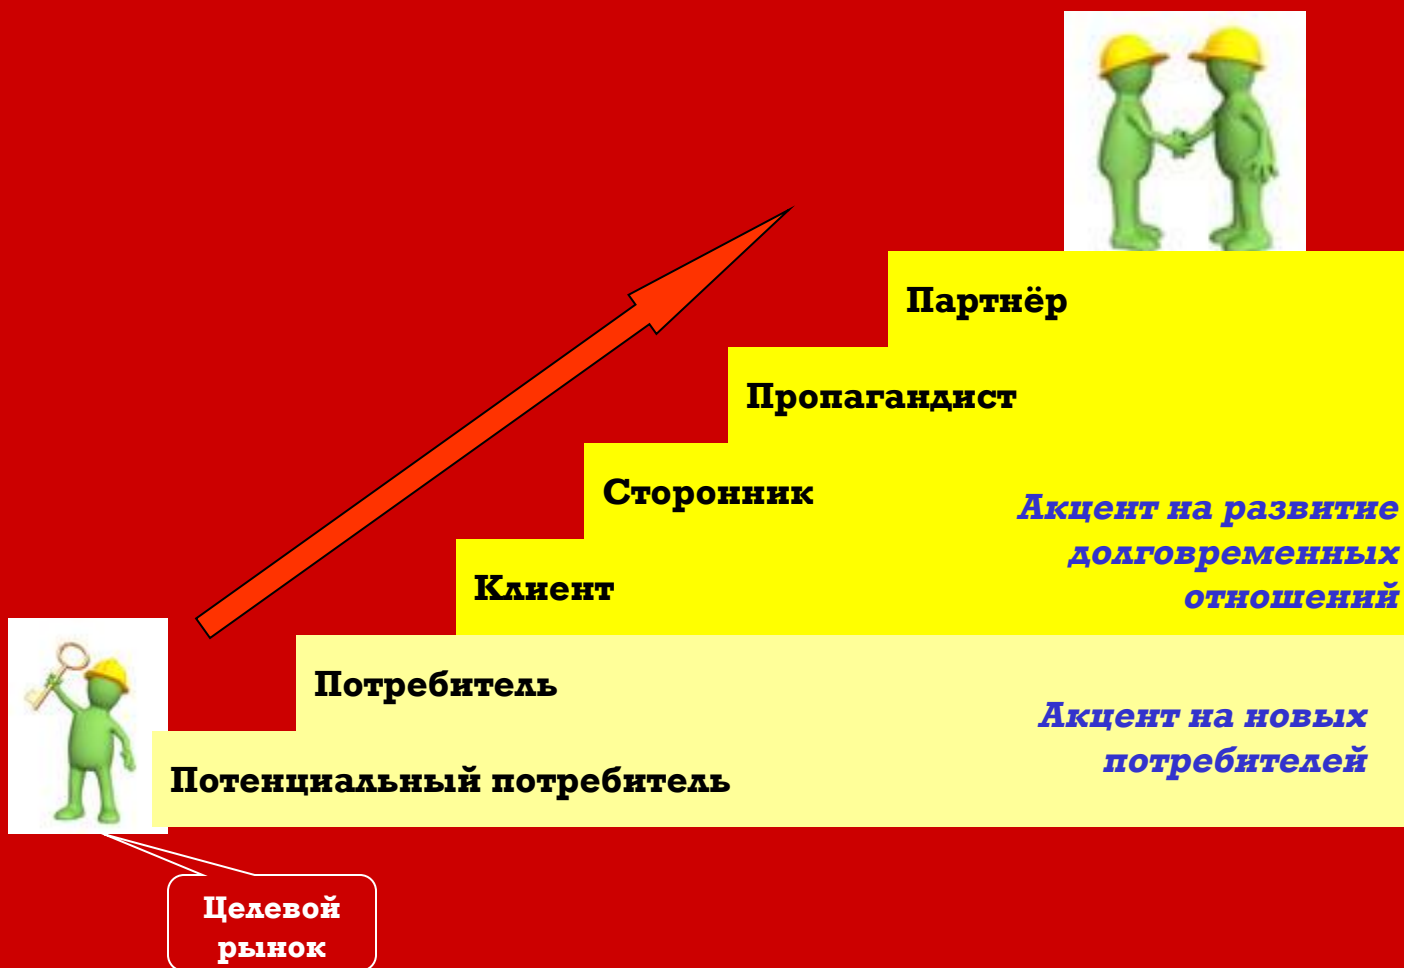 Партнёр
Пропагандист
Сторонник
Акцент на развитие
долговременных
отношений
Клиент
Потребитель
Акцент на новых
потребителей
Потенциальный потребитель
Целевой
рынок